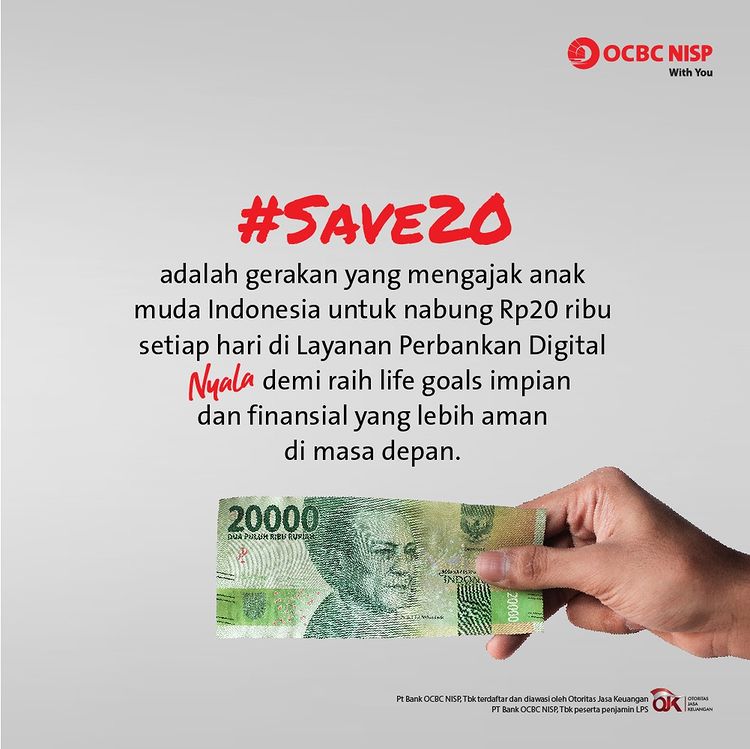 OCBC NISP
With You
#SAVE20
adalah gerakan yang mengajak anak
muda Indonesia untuk nabung Rp20 ribu
setiap hari di Layanan Perbankan Digital
Nyala demi raih life goals impian
dan finansial yang lebih aman
di masa depan.
20000
DUA PULUH RIBU RUPIAH
20000
Pt Bank OCBC NISP, Tbk terdaftar dan diawasi oleh Otoritas Jasa Keuangan
PT Bank OCBC NISP, Tbk peserta penjamin LPS
OJK
OTORITAS
JASA
KEUANGAN